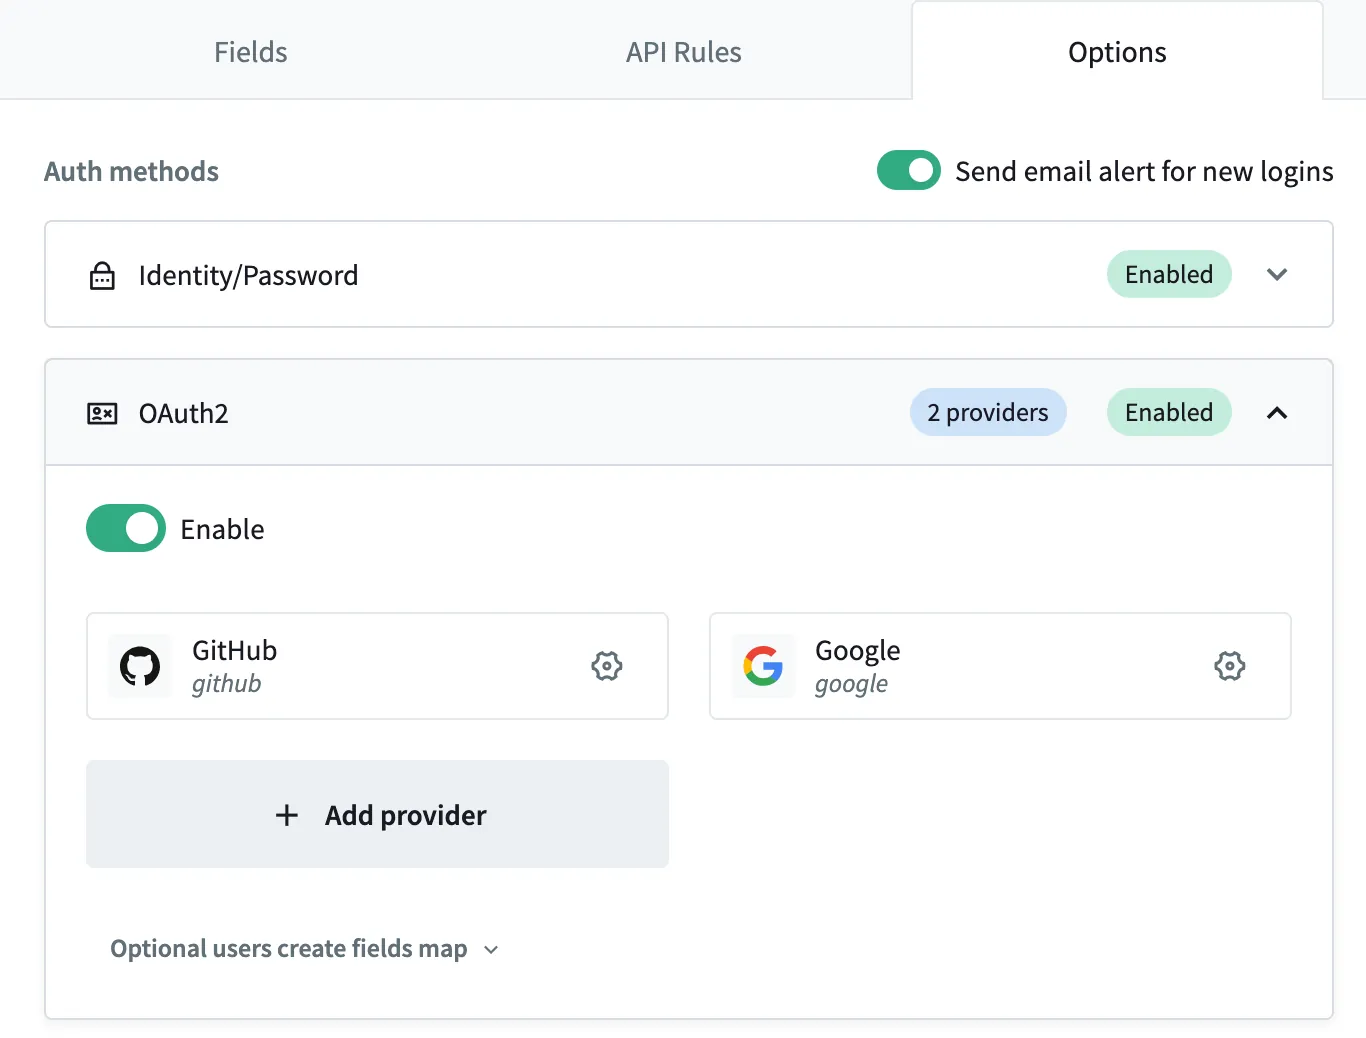 Fields API Rules Options
Auth methods Send email alert for new logins
Identity/Password Enabled
OAuth2 2 providers Enabled
Enable
GitHub
github
Google
google
+ Add provider
Optional users create fields map